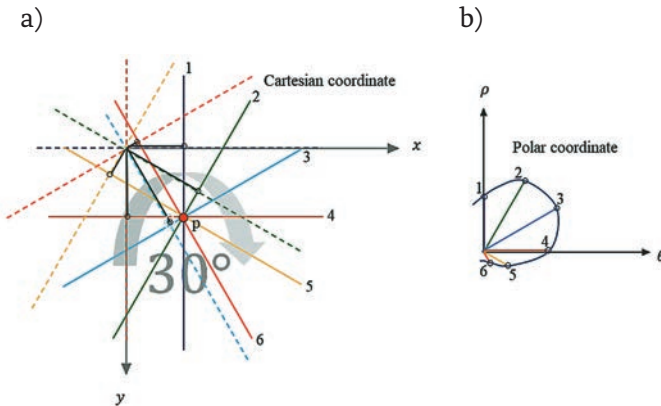 a)
1
Cartesian coordinate
2
x
3
4
p
30°
5
6
y
b)
ρ
Polar coordinate
1
2
3
4
6
5
θ